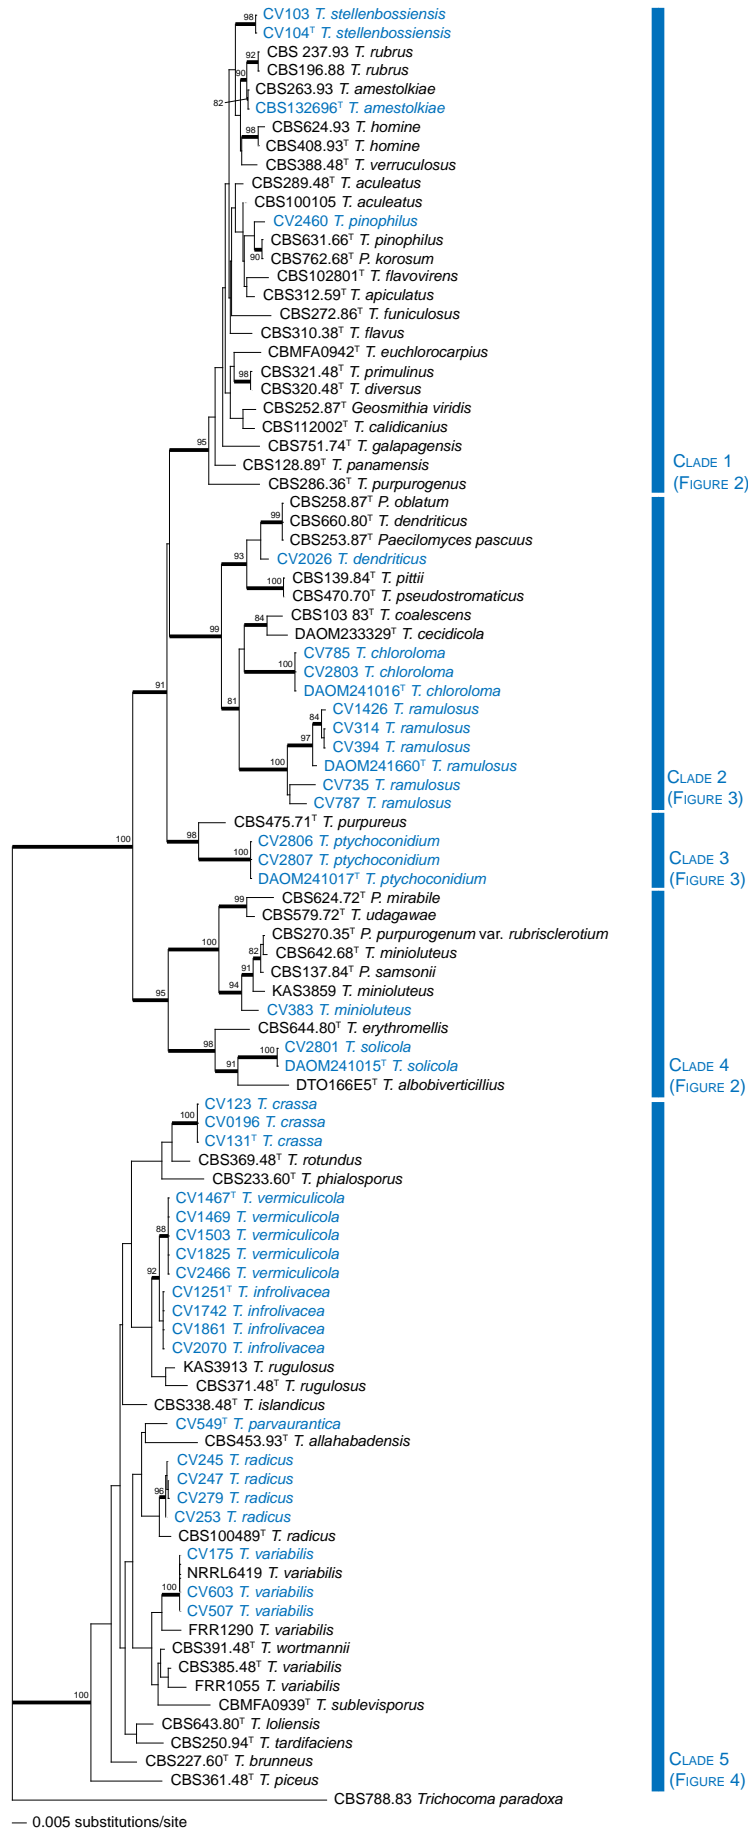 CV103 T. stellenbossiensis
98
CV104ᵀ T. stellenbossiensis
CBS 237.93 T. rubrus
92
CBS196.88 T. rubrus
90
CBS263.93 T. amestolkiae
82
CBS132696ᵀ T. amestolkiae
CBS624.93 T. homine
98
CBS408.93ᵀ T. homine
CBS388.48ᵀ T. verruculosus
CBS289.48ᵀ T. aculeatus
CBS100105 T. aculeatus
CV2460 T. pinophilus
CBS631.66ᵀ T. pinophilus
90
CBS762.68ᵀ P. korosum
CBS102801ᵀ T. flavovirens
CBS312.59ᵀ T. apiculatus
CBS272.86ᵀ T. funiculosus
CBS310.38ᵀ T. flavus
CBMFA0942ᵀ T. euchlorocarpius
98
CBS321.48ᵀ T. primulinus
CBS320.48ᵀ T. diversus
CBS252.87ᵀ Geosmithia viridis
CBS112002ᵀ T. calidicanius
95
CBS751.74ᵀ T. galapagensis
CBS128.89ᵀ T. panamensis
CBS286.36ᵀ T. purpurogenus
CLADE 1
(FIGURE 2)
CBS258.87ᵀ P. oblatum
99
CBS660.80ᵀ T. dendriticus
CBS253.87ᵀ Paecilomyces pascuus
93
CV2026 T. dendriticus
CBS139.84ᵀ T. pittii
100
CBS470.70ᵀ T. pseudostromaticus
99
CBS103 83ᵀ T. coalescens
84
DAOM233329ᵀ T. cecidicola
CV785 T. chloroloma
100
CV2803 T. chloroloma
91
DAOM241016ᵀ T. chloroloma
81
CV1426 T. ramulosus
84
CV314 T. ramulosus
97
CV394 T. ramulosus
100
DAOM241660ᵀ T. ramulosus
CV735 T. ramulosus
CV787 T. ramulosus
CLADE 2
(FIGURE 3)
CBS475.71ᵀ T. purpureus
100
98
CV2806 T. ptychoconidium
100
CV2807 T. ptychoconidium
DAOM241017ᵀ T. ptychoconidium
CLADE 3
(FIGURE 3)
CBS624.72ᵀ P. mirabile
99
CBS579.72ᵀ T. udagawae
100
CBS270.35ᵀ P. purpurogenum var. rubrisclerotium
82
CBS642.68ᵀ T. minioluteus
91
CBS137.84ᵀ P. samsonii
94
KAS3859 T. minioluteus
95
CV383 T. minioluteus
CBS644.80ᵀ T. erythromellis
98
CV2801 T. solicola
100
91
DAOM241015ᵀ T. solicola
DTO166E5ᵀ T. albobiverticillius
CLADE 4
(FIGURE 2)
CV123 T. crassa
100
CV0196 T. crassa
CV131ᵀ T. crassa
CBS369.48ᵀ T. rotundus
CBS233.60ᵀ T. phialosporus
CV1467ᵀ T. vermiculicola
CV1469 T. vermiculicola
88
CV1503 T. vermiculicola
CV1825 T. vermiculicola
92
CV2466 T. vermiculicola
CV1251ᵀ T. infrolivacea
CV1742 T. infrolivacea
CV1861 T. infrolivacea
CV2070 T. infrolivacea
KAS3913 T. rugulosus
CBS371.48ᵀ T. rugulosus
CBS338.48ᵀ T. islandicus
CV549ᵀ T. parvaurantica
CBS453.93ᵀ T. allahabadensis
CV245 T. radicus
CV247 T. radicus
96
CV279 T. radicus
CV253 T. radicus
CBS100489ᵀ T. radicus
CV175 T. variabilis
NRRL6419 T. variabilis
100
CV603 T. variabilis
CV507 T. variabilis
FRR1290 T. variabilis
CBS391.48ᵀ T. wortmannii
CBS385.48ᵀ T. variabilis
FRR1055 T. variabilis
100
CBMFA0939ᵀ T. sublevisporus
CBS643.80ᵀ T. loliensis
CBS250.94ᵀ T. tardifaciens
CBS227.60ᵀ T. brunneus
CBS361.48ᵀ T. piceus
CLADE 5
(FIGURE 4)
CBS788.83 Trichocoma paradoxa
0.005 substitutions/site